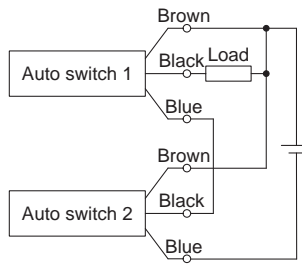 Brown
Black Load
Auto switch 1
Blue
Brown
Black
Auto switch 2
Blue